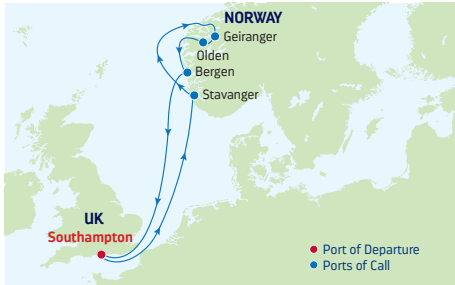 NORWAY
Geiranger
Olden
Bergen
Stavanger
UK
Southampton
Port of Departure
Ports of Call